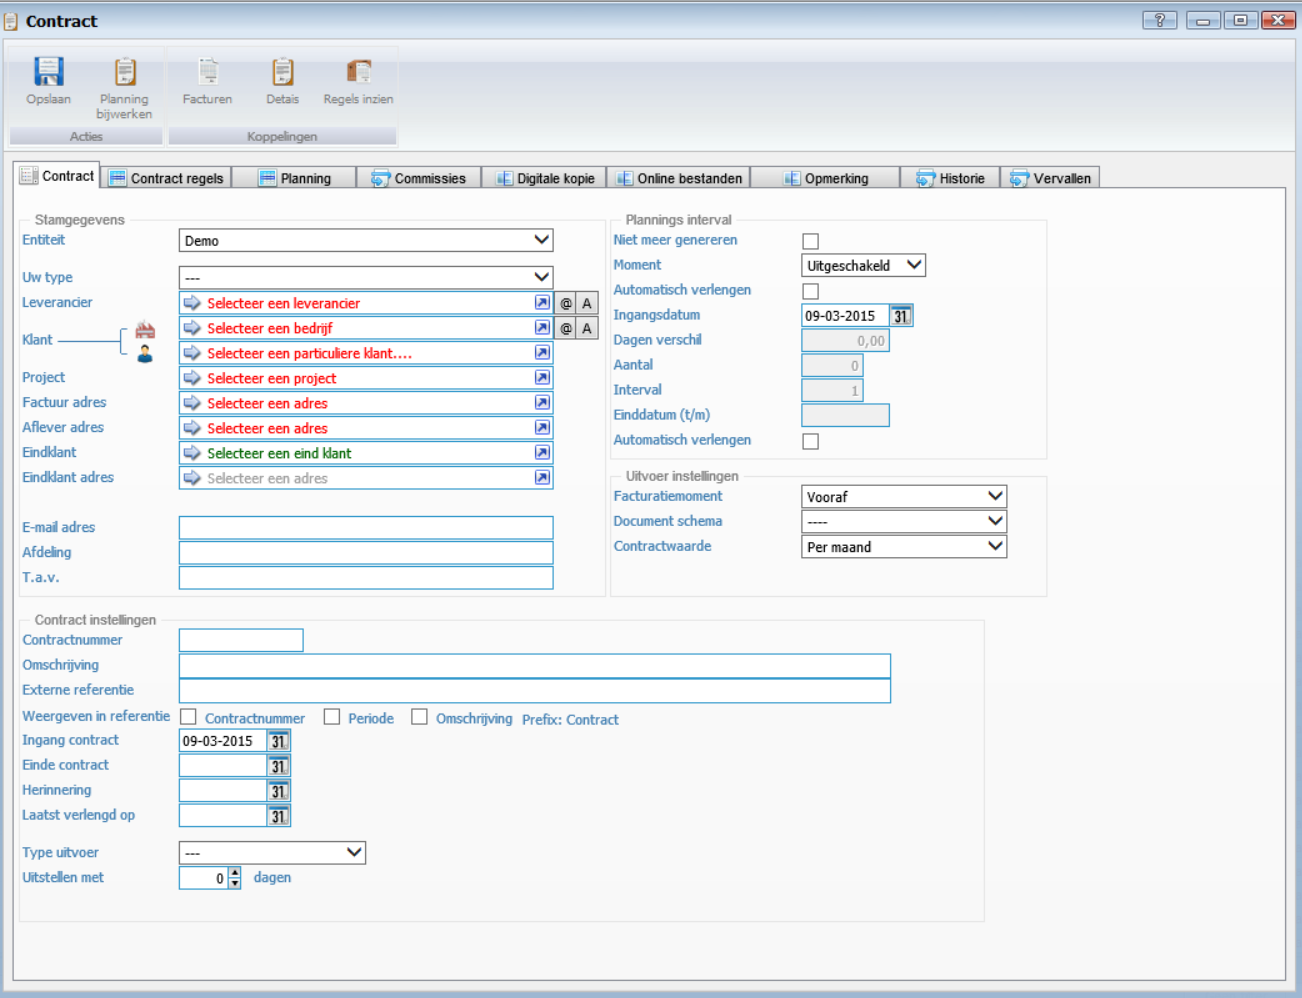 Contract
?
Opslaan
Planning bijwerken
Facturen
Detais
Regels inzien
Acties
Koppelingen
Contract
Contract regels
Planning
Commissies
Digitale kopie
Online bestanden
Opmerking
Historie
Vervallen
Stamgegevens
Entiteit Demo
Uw type ---
Leverancier Selecteer een leverancier @ A
Klant Selecteer een bedrijf @ A
Selecteer een particuliere klant....
Project Selecteer een project
Factuur adres Selecteer een adres
Aflever adres Selecteer een adres
Eindklant Selecteer een eind klant
Eindklant adres Selecteer een adres
E-mail adres
Afdeling
T.a.v.
Plannings interval
Niet meer genereren
Moment Uitgeschakeld
Automatisch verlengen
Ingangsdatum 09-03-2015 31
Dagen verschil 0,00
Aantal 0
Interval 1
Einddatum (t/m)
Automatisch verlengen
Uitvoer instellingen
Facturatiemoment Vooraf
Document schema ----
Contractwaarde Per maand
Contract instellingen
Contractnummer
Omschrijving
Externe referentie
Weergeven in referentie Contractnummer Periode Omschrijving Prefix: Contract
Ingang contract 09-03-2015 31
Einde contract 31
Herinnering 31
Laatst verlengd op 31
Type uitvoer ---
Uitstellen met 0 dagen